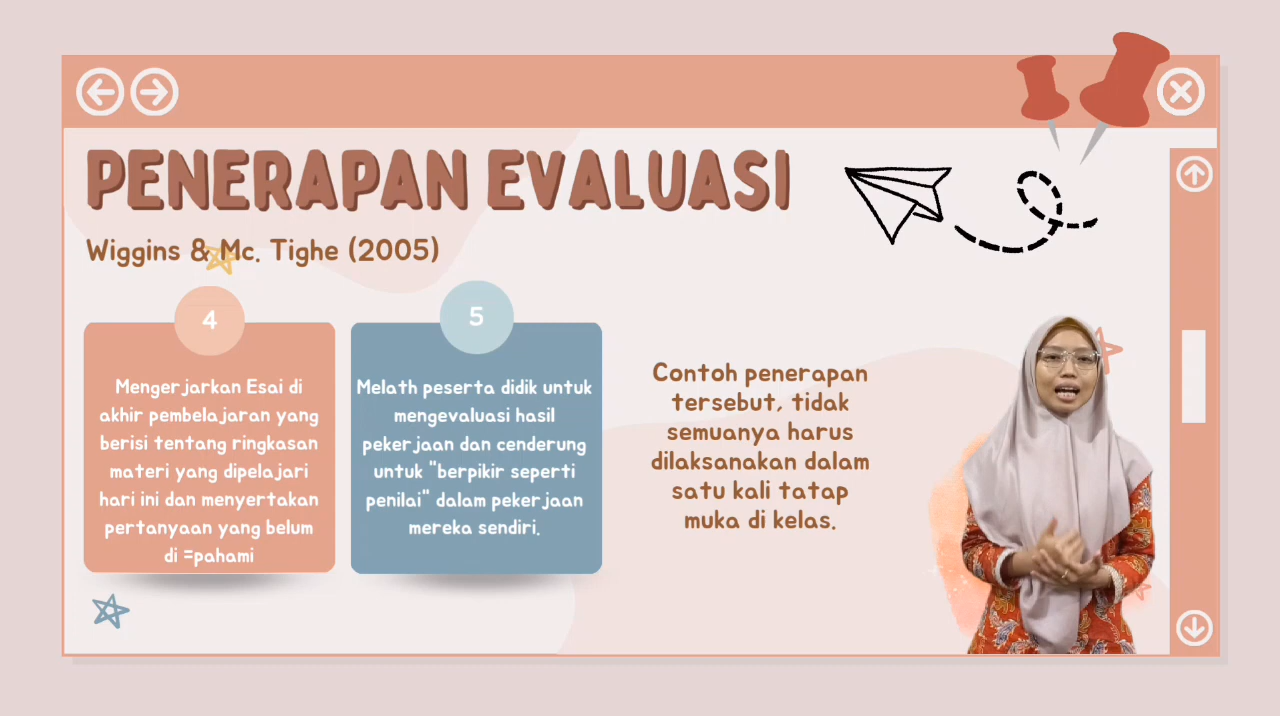 PENERAPAN EVALUASI
Wiggins & Mc. Tighe (2005)
4
Mengerjarkan Esai di
akhir pembelajaran yang
berisi tentang ringkasan
materi yang dipelajari
hari ini dan menyertakan
pertanyaan yang belum
di =pahami
5
Melath peserta didik untuk
mengevaluasi hasil
pekerjaan dan cenderung
untuk "berpikir seperti
penilai" dalam pekerjaan
mereka sendiri.
Contoh penerapan
tersebut, tidak
semuanya harus
dilaksanakan dalam
satu kali tatap
muka di kelas.